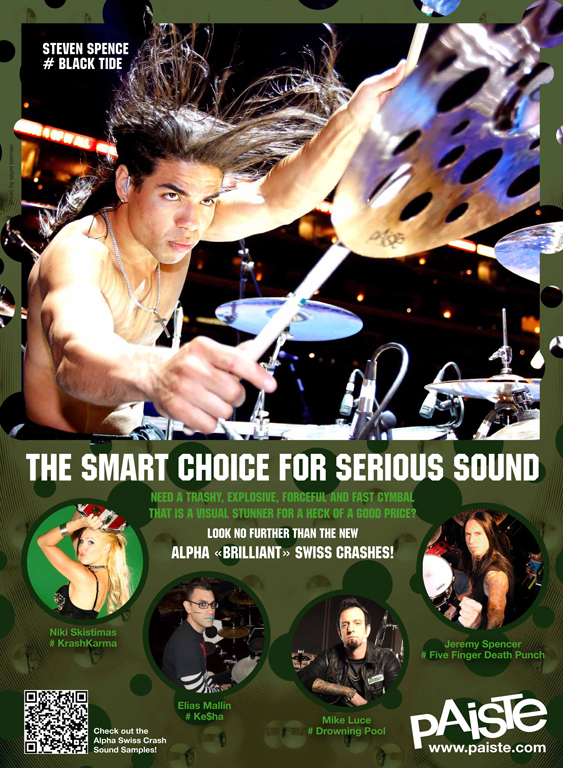 STEVEN SPENCE
# BLACK TIDE
PAISTE
THE SMART CHOICE FOR SERIOUS SOUND
NEED A TRASHY, EXPLOSIVE, FORCEFUL AND FAST CYMBAL
THAT IS A VISUAL STUNNER FOR A HECK OF A GOOD PRICE?
LOOK NO FURTHER THAN THE NEW
ALPHA «BRILLIANT» SWISS CRASHES!
Niki Skistimas
# KrashKarma
Elias Mallin
# Ke$ha
Mike Luce
# Drowning Pool
Jeremy Spencer
# Five Finger Death Punch
Check out the
Alpha Swiss Crash
Sound Samples!
PAiSTe
www.paiste.com